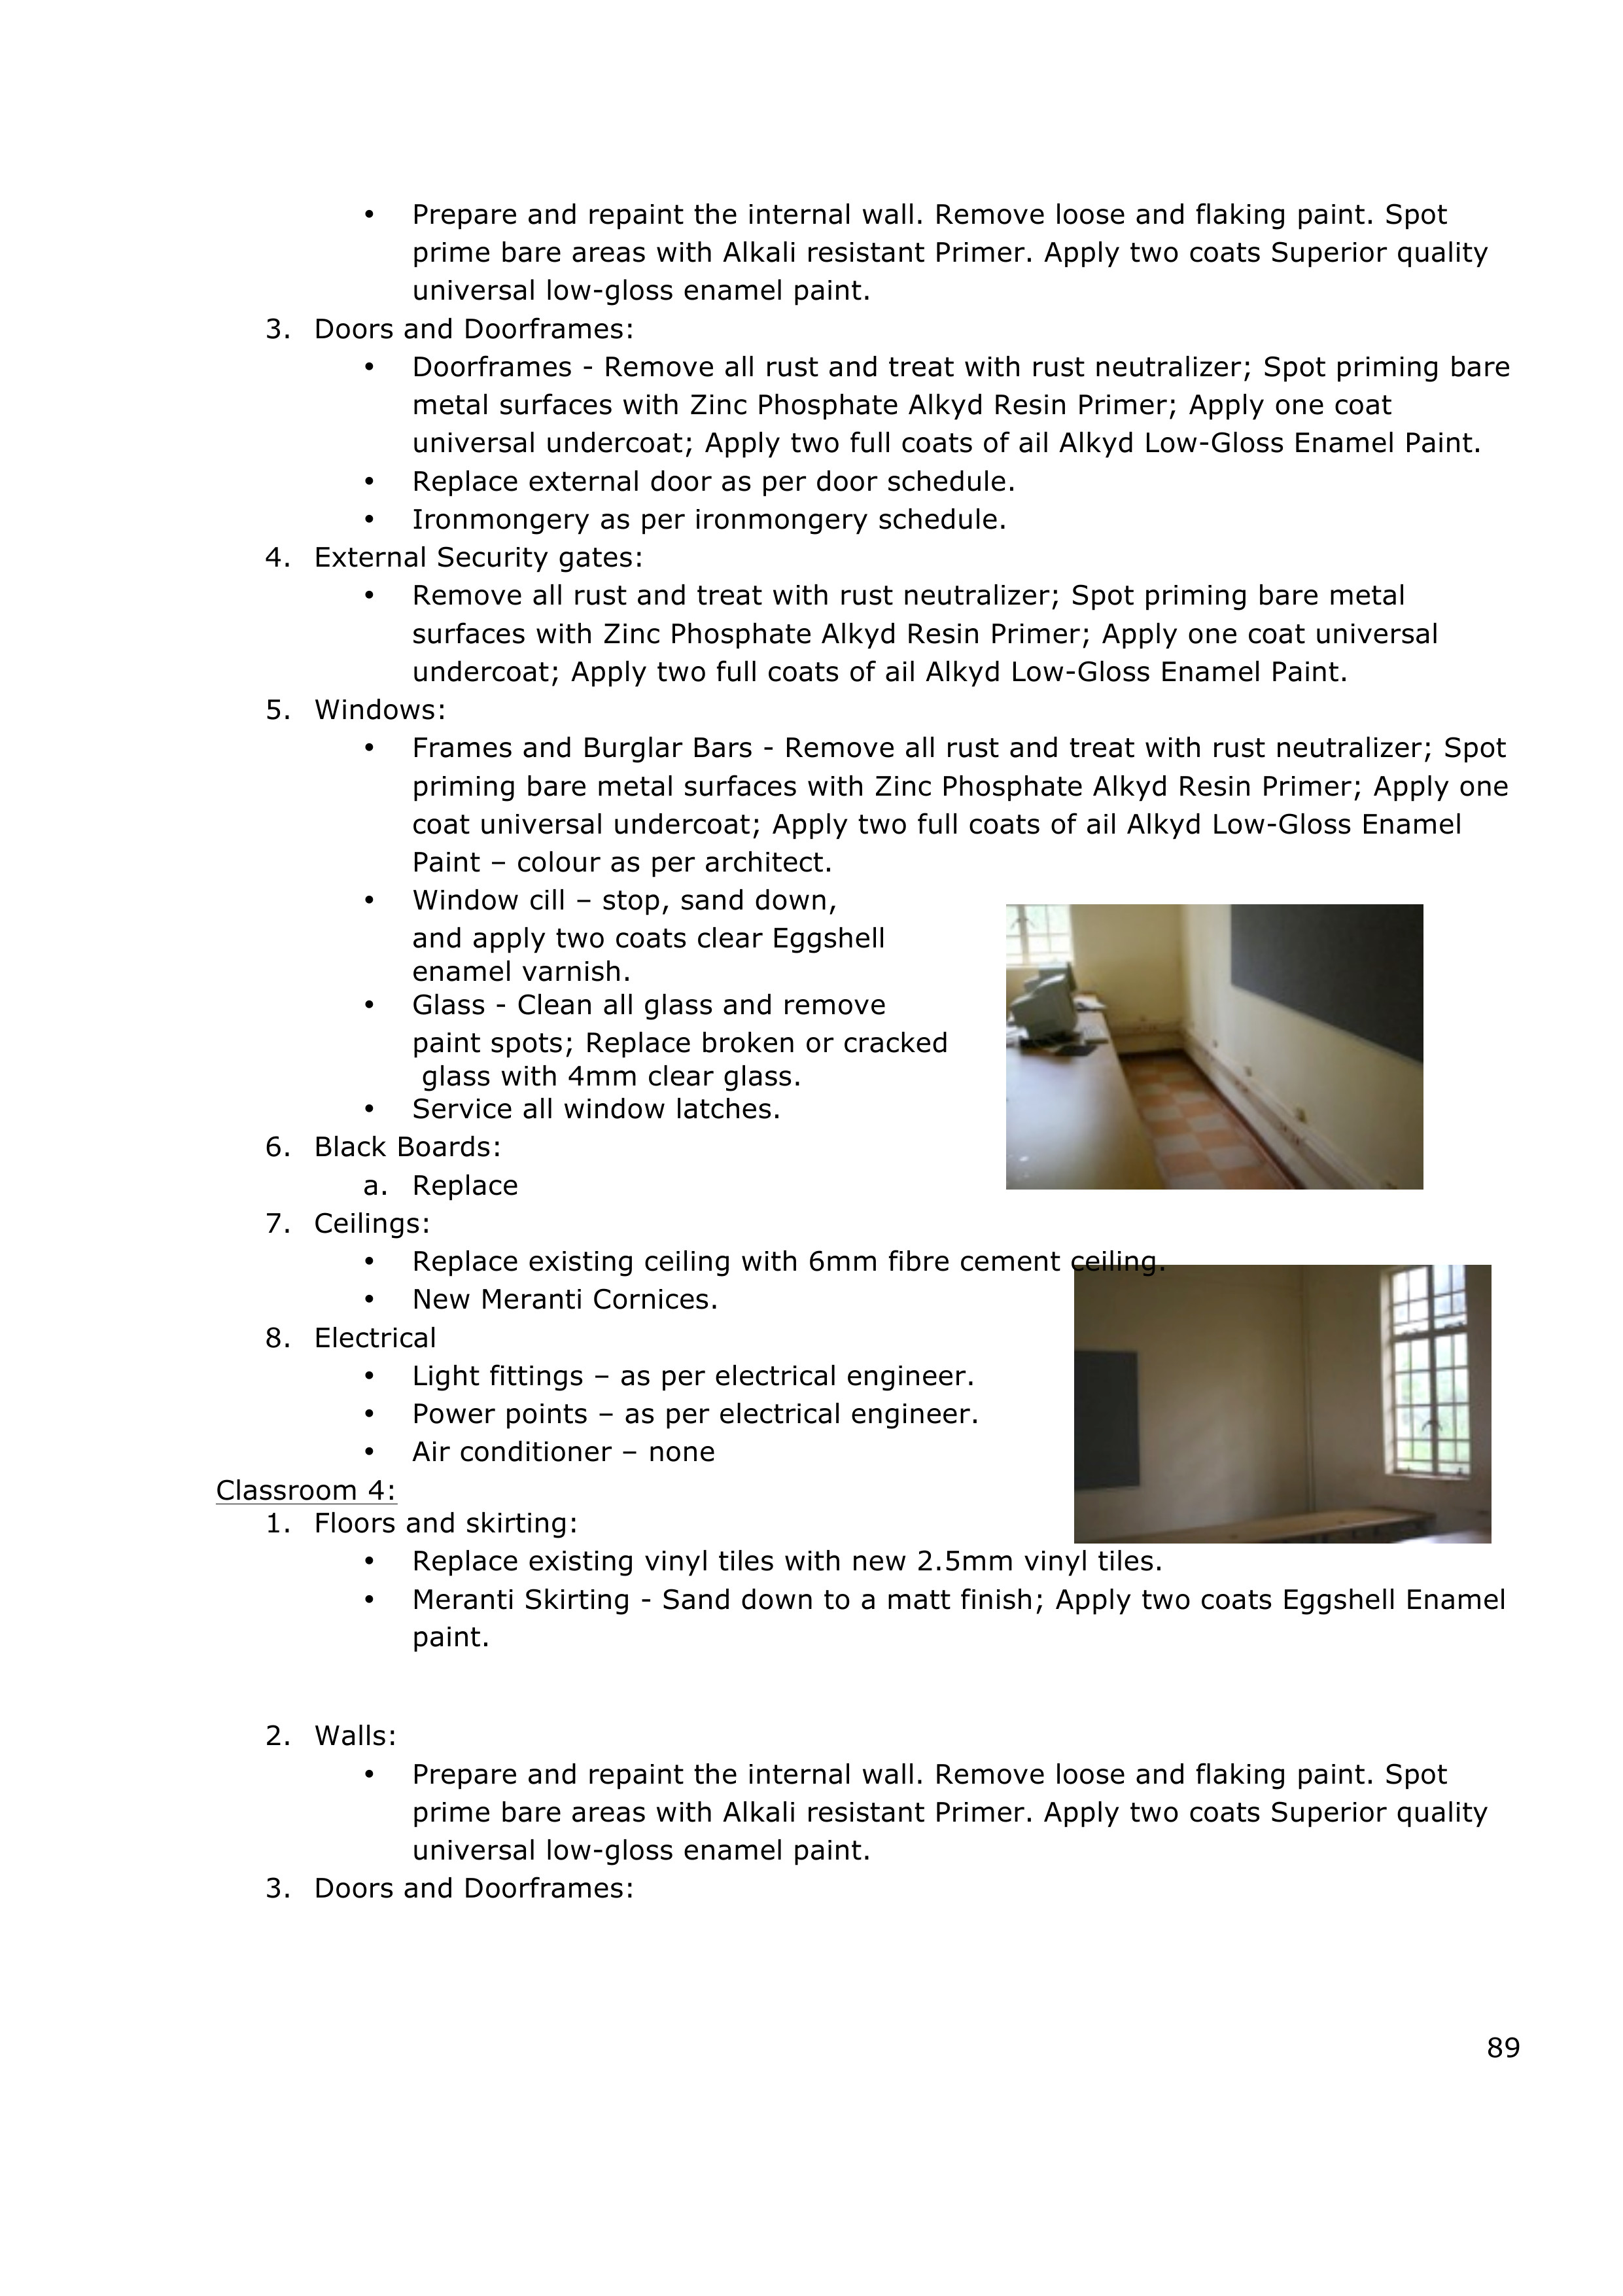 • Prepare and repaint the internal wall. Remove loose and flaking paint. Spot
prime bare areas with Alkali resistant Primer. Apply two coats Superior quality
universal low-gloss enamel paint.
3. Doors and Doorframes:
• Doorframes - Remove all rust and treat with rust neutralizer; Spot priming bare
metal surfaces with Zinc Phosphate Alkyd Resin Primer; Apply one coat
universal undercoat; Apply two full coats of ail Alkyd Low-Gloss Enamel Paint.
• Replace external door as per door schedule.
• Ironmongery as per ironmongery schedule.
4. External Security gates:
• Remove all rust and treat with rust neutralizer; Spot priming bare metal
surfaces with Zinc Phosphate Alkyd Resin Primer; Apply one coat universal
undercoat; Apply two full coats of ail Alkyd Low-Gloss Enamel Paint.
5. Windows:
• Frames and Burglar Bars - Remove all rust and treat with rust neutralizer; Spot
priming bare metal surfaces with Zinc Phosphate Alkyd Resin Primer; Apply one
coat universal undercoat; Apply two full coats of ail Alkyd Low-Gloss Enamel
Paint – colour as per architect.
• Window cill – stop, sand down,
and apply two coats clear Eggshell
enamel varnish.
• Glass - Clean all glass and remove
paint spots; Replace broken or cracked
glass with 4mm clear glass.
• Service all window latches.
6. Black Boards:
a. Replace
7. Ceilings:
• Replace existing ceiling with 6mm fibre cement ceiling.
• New Meranti Cornices.
8. Electrical
• Light fittings – as per electrical engineer.
• Power points – as per electrical engineer.
• Air conditioner – none
Classroom 4:
1. Floors and skirting:
• Replace existing vinyl tiles with new 2.5mm vinyl tiles.
• Meranti Skirting - Sand down to a matt finish; Apply two coats Eggshell Enamel
paint.
2. Walls:
• Prepare and repaint the internal wall. Remove loose and flaking paint. Spot
prime bare areas with Alkali resistant Primer. Apply two coats Superior quality
universal low-gloss enamel paint.
3. Doors and Doorframes:
89